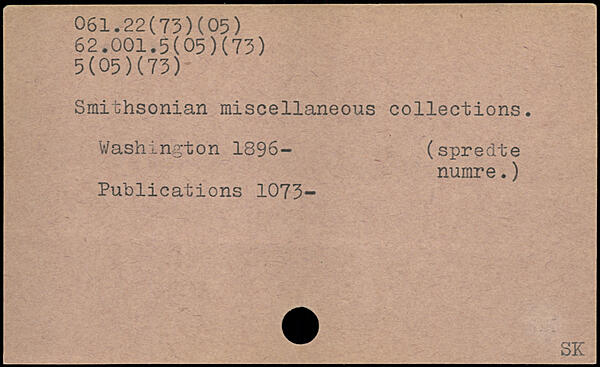 061.22(73)(05)
62.001.5(05)(73)
5(05)(73)
Smithsonian miscellaneous collections.
Washington 1896- (spredte
numre.)
Publications 1073-
SK